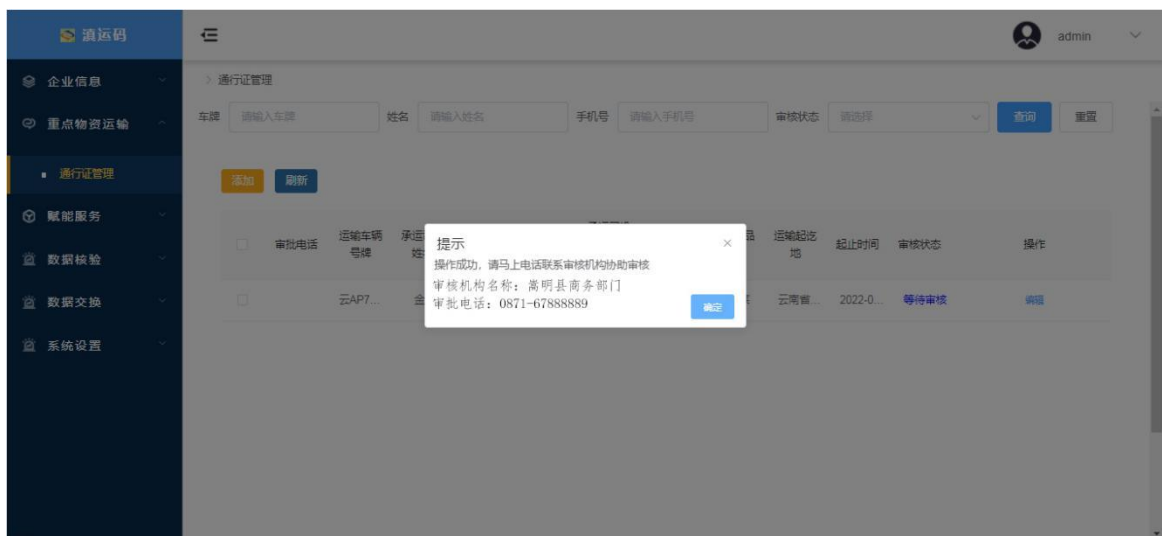 滇运码
admin
企业信息
通行证管理
车牌 请输入车牌 姓名 请输入姓名 手机号 请输入手机号 审核状态 请选择 查询 重置
重点物资运输
通行证管理
添加 刷新
赋能服务
审批电话 运输车辆号牌 承运 姓 运输起讫地 起止时间 审核状态 操作
提示
操作成功，请马上电话联系审核机构协助审核
审核机构名称：嵩明县商务部门
审批电话：0871-67888889
确定
数据核验
数据交换
云AP7... 云南省... 2022-0... 等待审核 编辑
系统设置